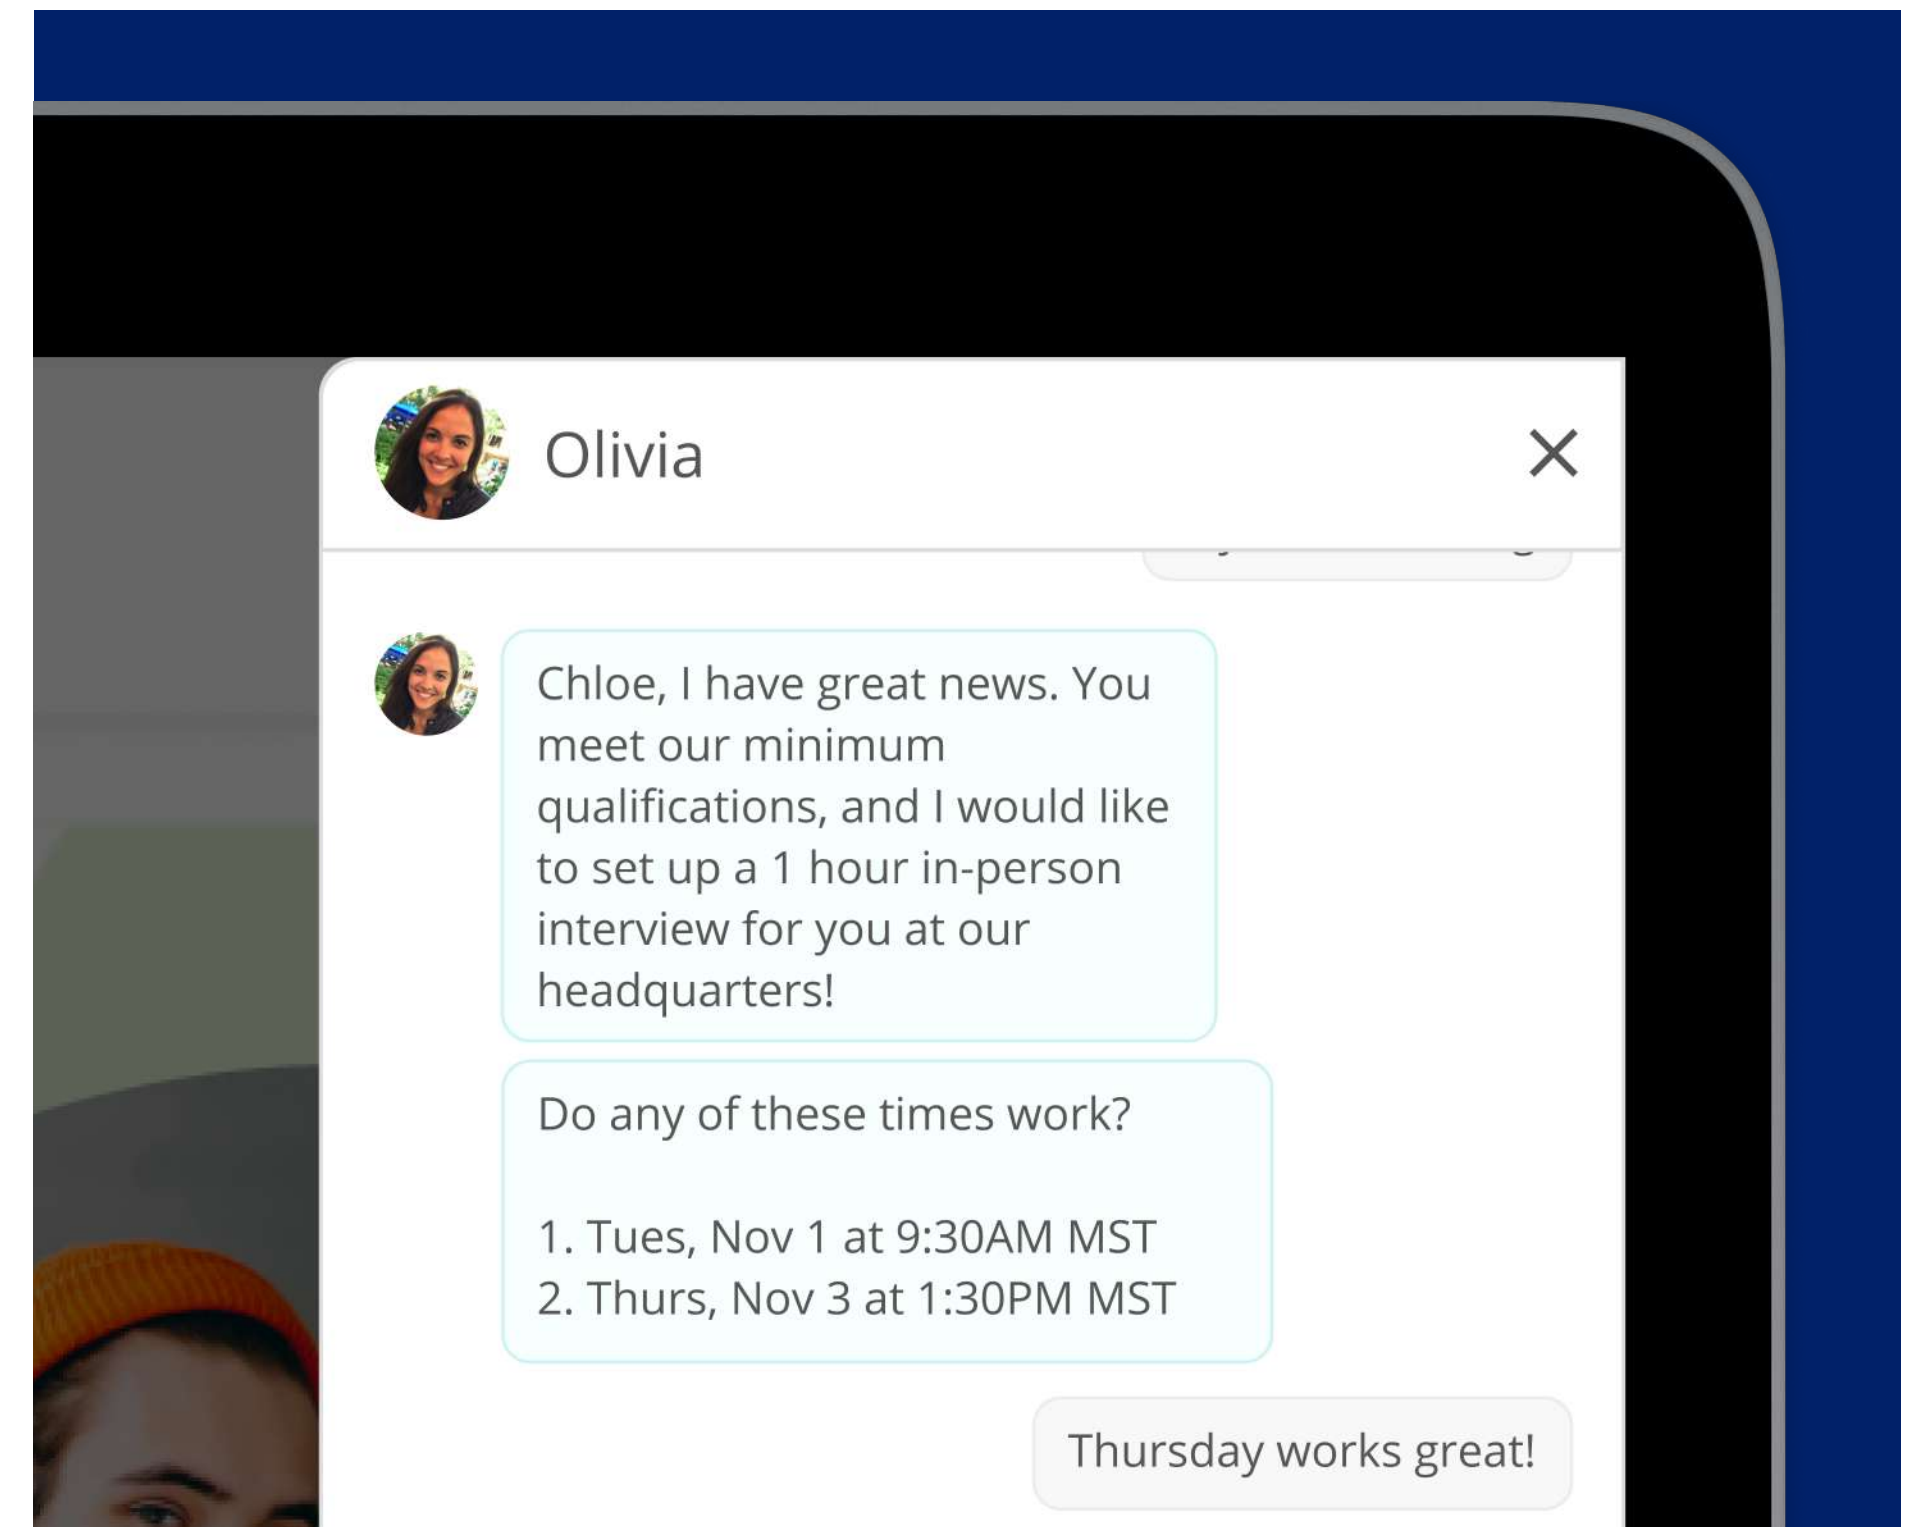 Olivia
Chloe, I have great news. You
meet our minimum
qualifications, and I would like
to set up a 1 hour in-person
interview for you at our
headquarters!
Do any of these times work?
1. Tues, Nov 1 at 9:30AM MST
2. Thurs, Nov 3 at 1:30PM MST
Thursday works great!